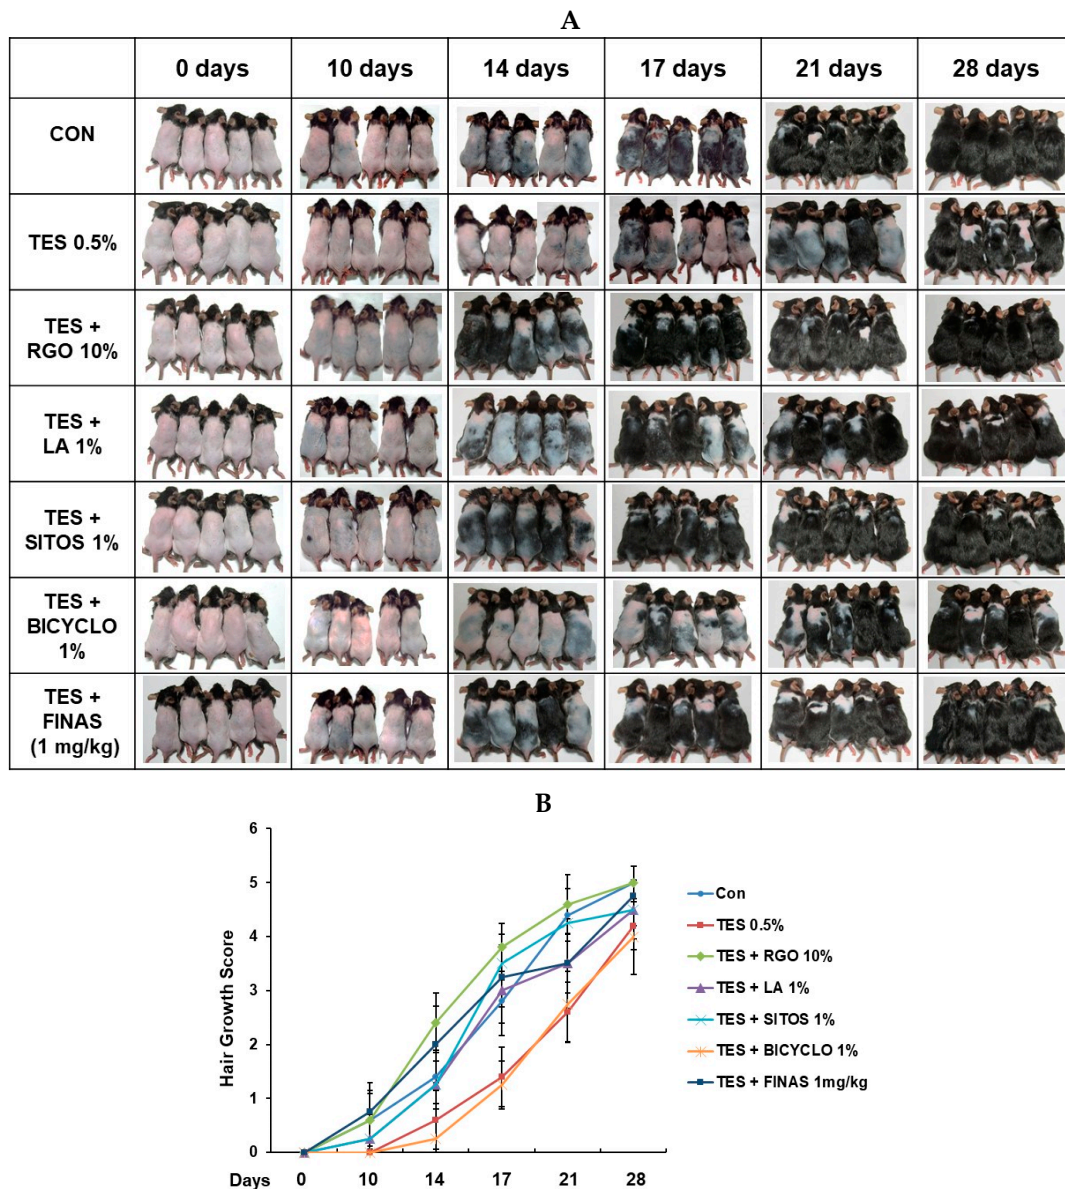 A
0 days 10 days 14 days 17 days 21 days 28 days
CON
TES 0.5%
TES +
RGO 10%
TES +
LA 1%
TES +
SITOS 1%
TES +
BICYCLO
1%
TES +
FINAS
(1 mg/kg)
B
Hair Growth Score
6
5
4
3
2
1
0
Days 0 10 14 17 21 28
Con
TES 0.5%
TES + RGO 10%
TES + LA 1%
TES + SITOS 1%
TES + BICYCLO 1%
TES + FINAS 1mg/kg